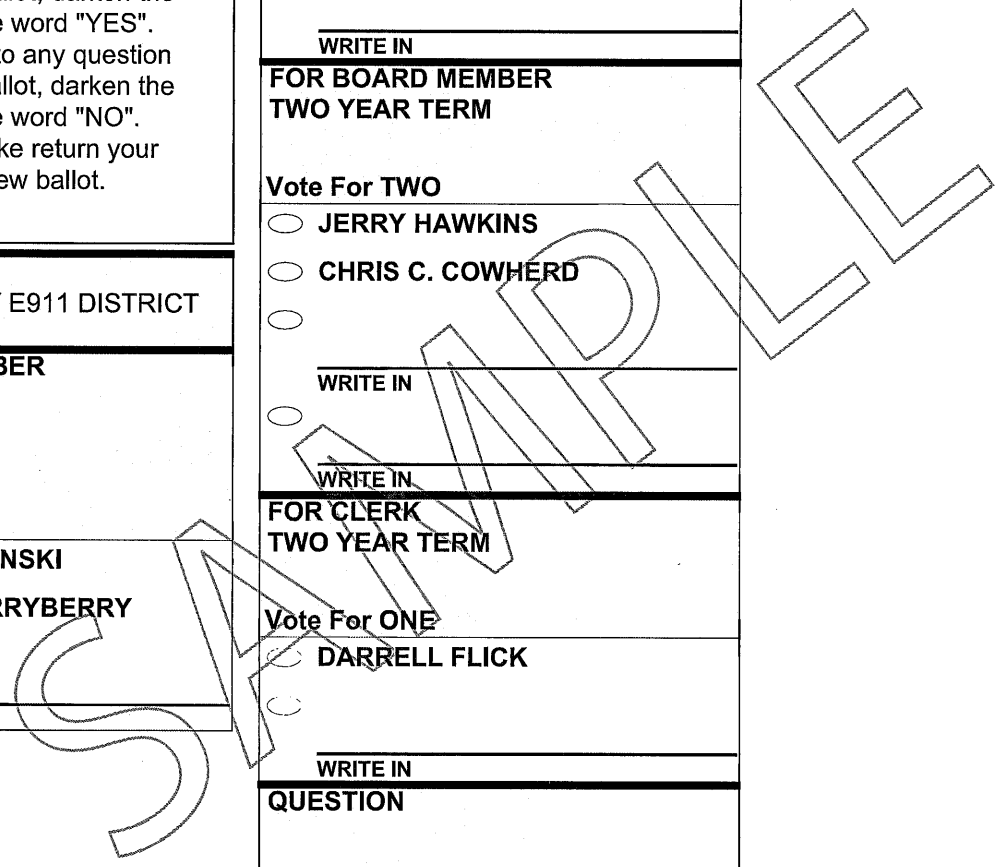 e word "YES".
to any question
allot, darken the
e word "NO".
ke return your
ew ballot.
E911 DISTRICT
BER
NSKI
RRYBERRY
WRITE IN
FOR BOARD MEMBER
TWO YEAR TERM
Vote For TWO
JERRY HAWKINS
CHRIS C. COWHERD
WRITE IN
WRITE IN
FOR CLERK
TWO YEAR TERM
Vote For ONE
DARRELL FLICK
WRITE IN
QUESTION
SAMPLE